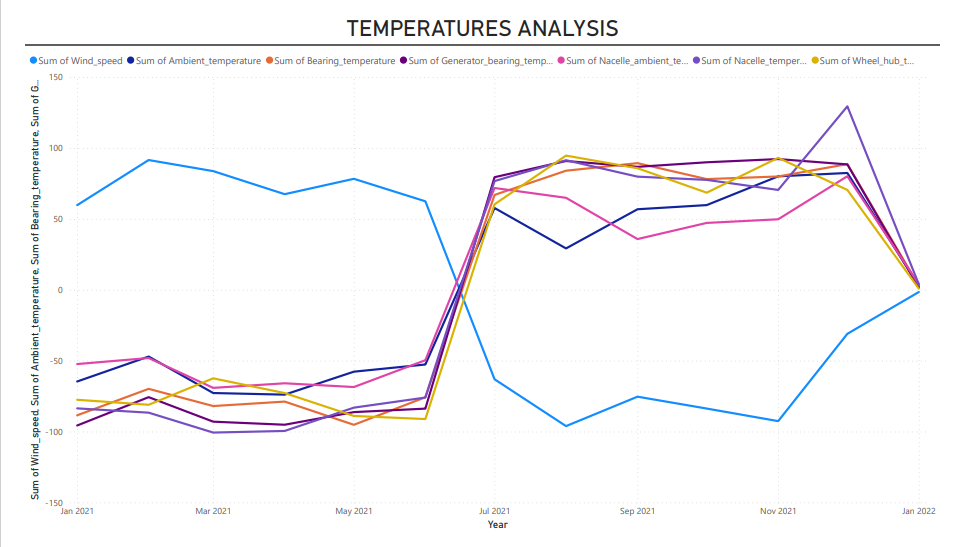 TEMPERATURES ANALYSIS
Sum of Wind_speed Sum of Ambient_temperature Sum of Bearing_temperature Sum of Generator_bearing_temp... Sum of Nacelle_ambient_te... Sum of Nacelle_temper... Sum of Wheel_hub_t...
Sum of Wind_speed, Sum of Ambient_temperature, Sum of Bearing_temperature, Sum of G...
150
100
50
0
-50
-100
-150
Jan 2021 Mar 2021 May 2021 Jul 2021 Sep 2021 Nov 2021 Jan 2022
Year